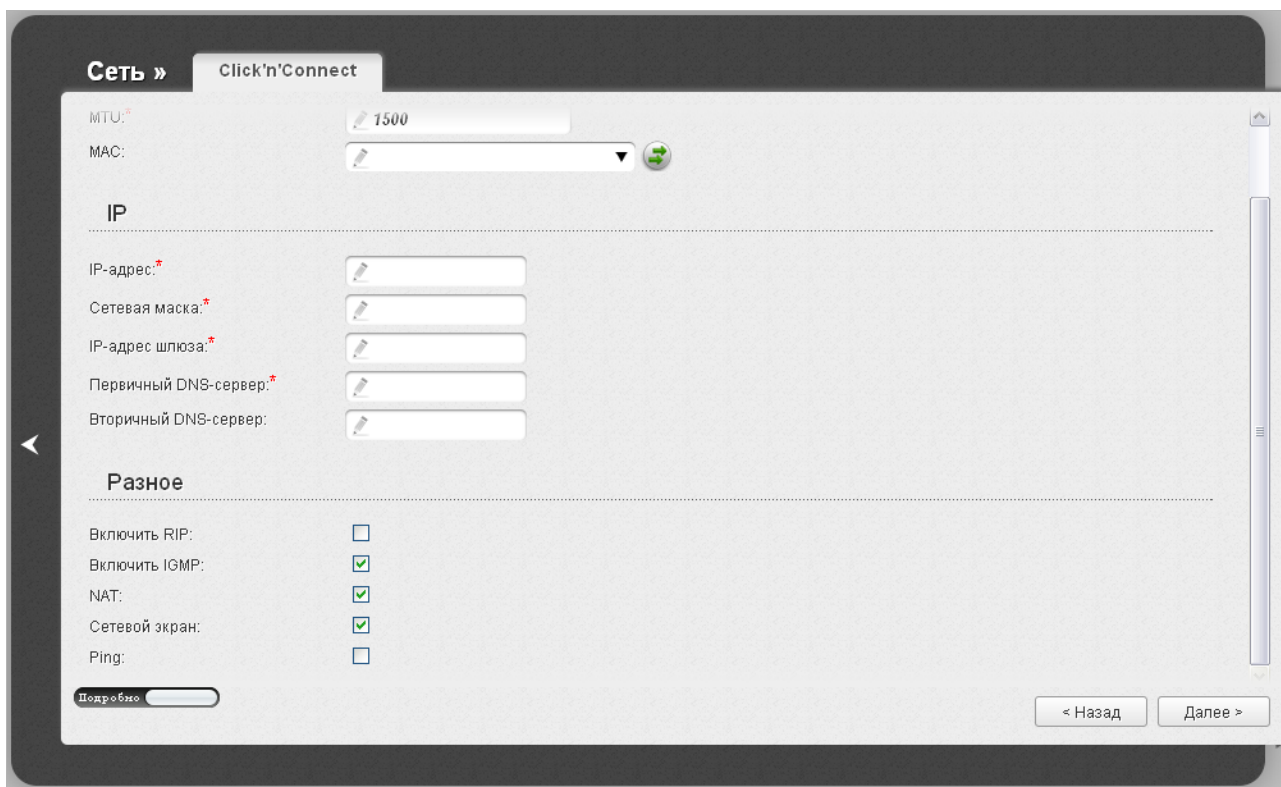 Сеть »
Click'n'Connect
MTU:* 1500
MAC:
IP
IP-адрес:*
Сетевая маска:*
IP-адрес шлюза:*
Первичный DNS-сервер:*
Вторичный DNS-сервер:
Разное
Включить RIP:
Включить IGMP:
NAT:
Сетевой экран:
Ping:
Подробно
< Назад
Далее >